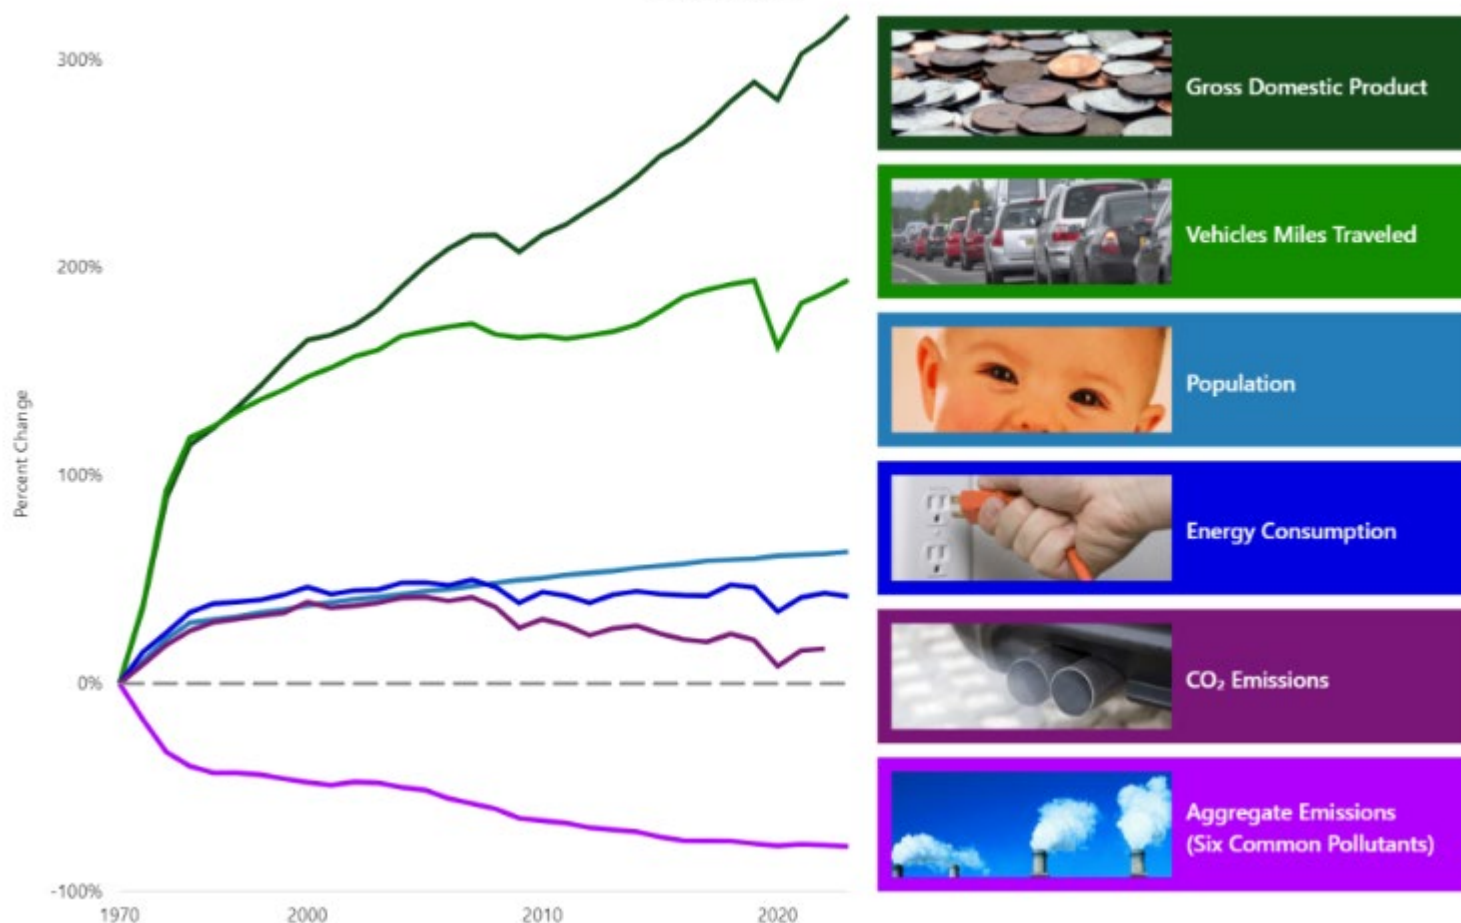 300%
200%
100%
0%
-100%
Percent Change
1970
2000
2010
2020
Gross Domestic Product
Vehicles Miles Traveled
Population
Energy Consumption
CO₂ Emissions
Aggregate Emissions
(Six Common Pollutants)